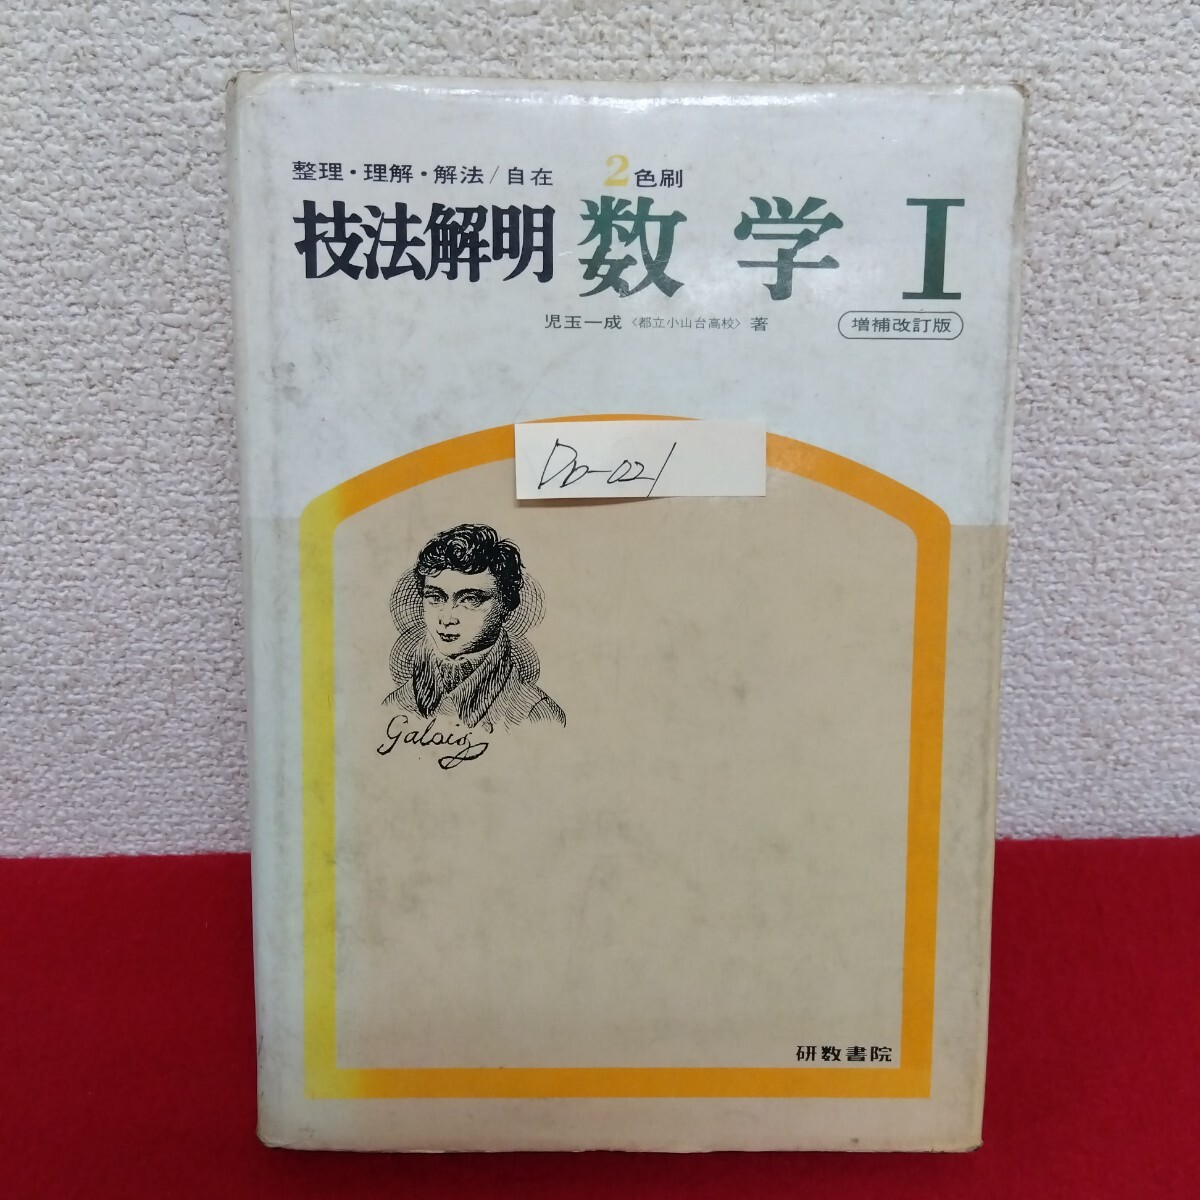 整理・理解・解法/自在 2色刷
技法解明 数学 I
児玉一成〈都立小山台高校〉著 増補改訂版
Do-021
Galois
研数書院